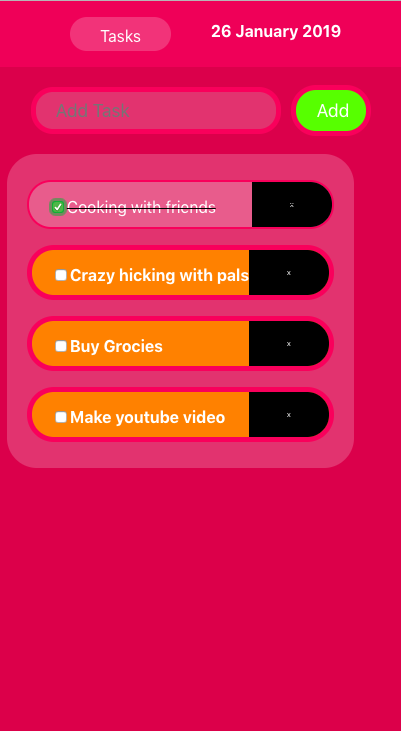 Tasks
26 January 2019
Add Task
Add
Cooking with friends
x
Crazy hicking with pals
x
Buy Grocies
x
Make youtube video
x